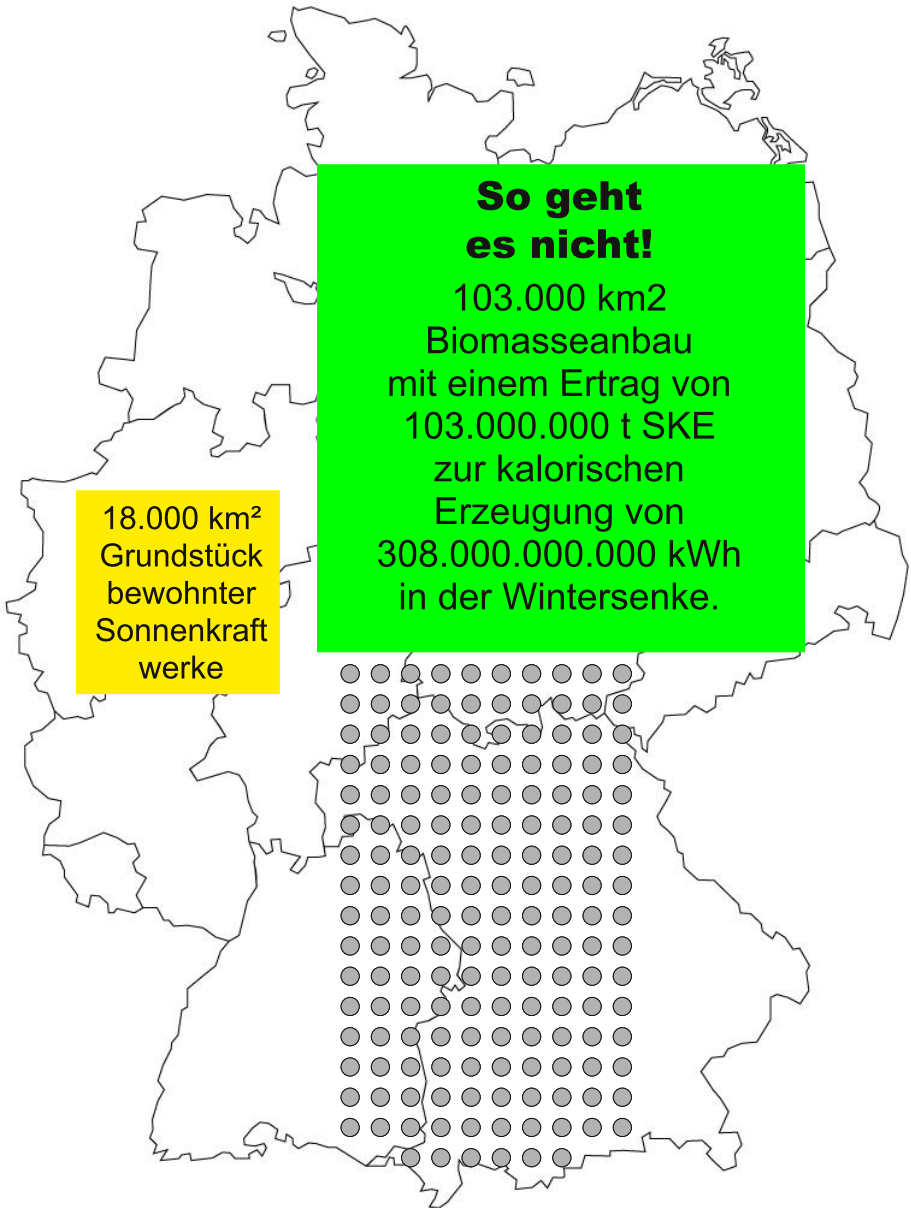 So geht
es nicht!
103.000 km2
Biomasseanbau
mit einem Ertrag von
103.000.000 t SKE
zur kalorischen
Erzeugung von
308.000.000.000 kWh
in der Wintersenke.
18.000 km²
Grundstück
bewohnter
Sonnenkraft
werke